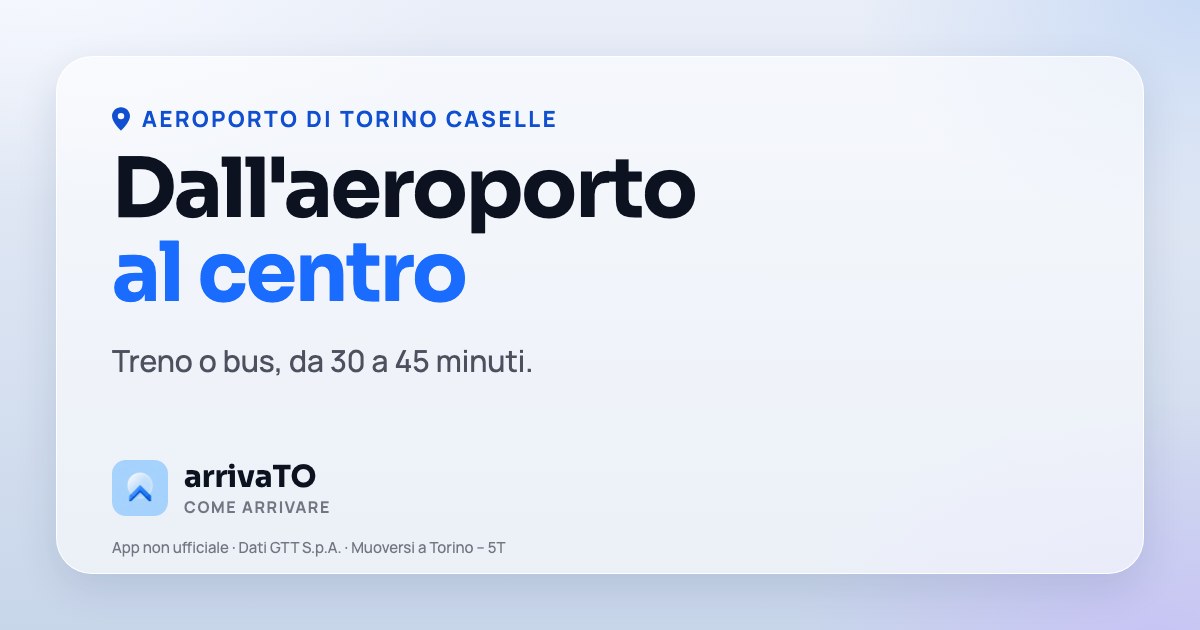 AEROPORTO DI TORINO CASELLE
Dall'aeroporto
al centro
Treno o bus, da 30 a 45 minuti.
arrivaTO
COME ARRIVARE
App non ufficiale · Dati GTT S.p.A. · Muoversi a Torino – 5T